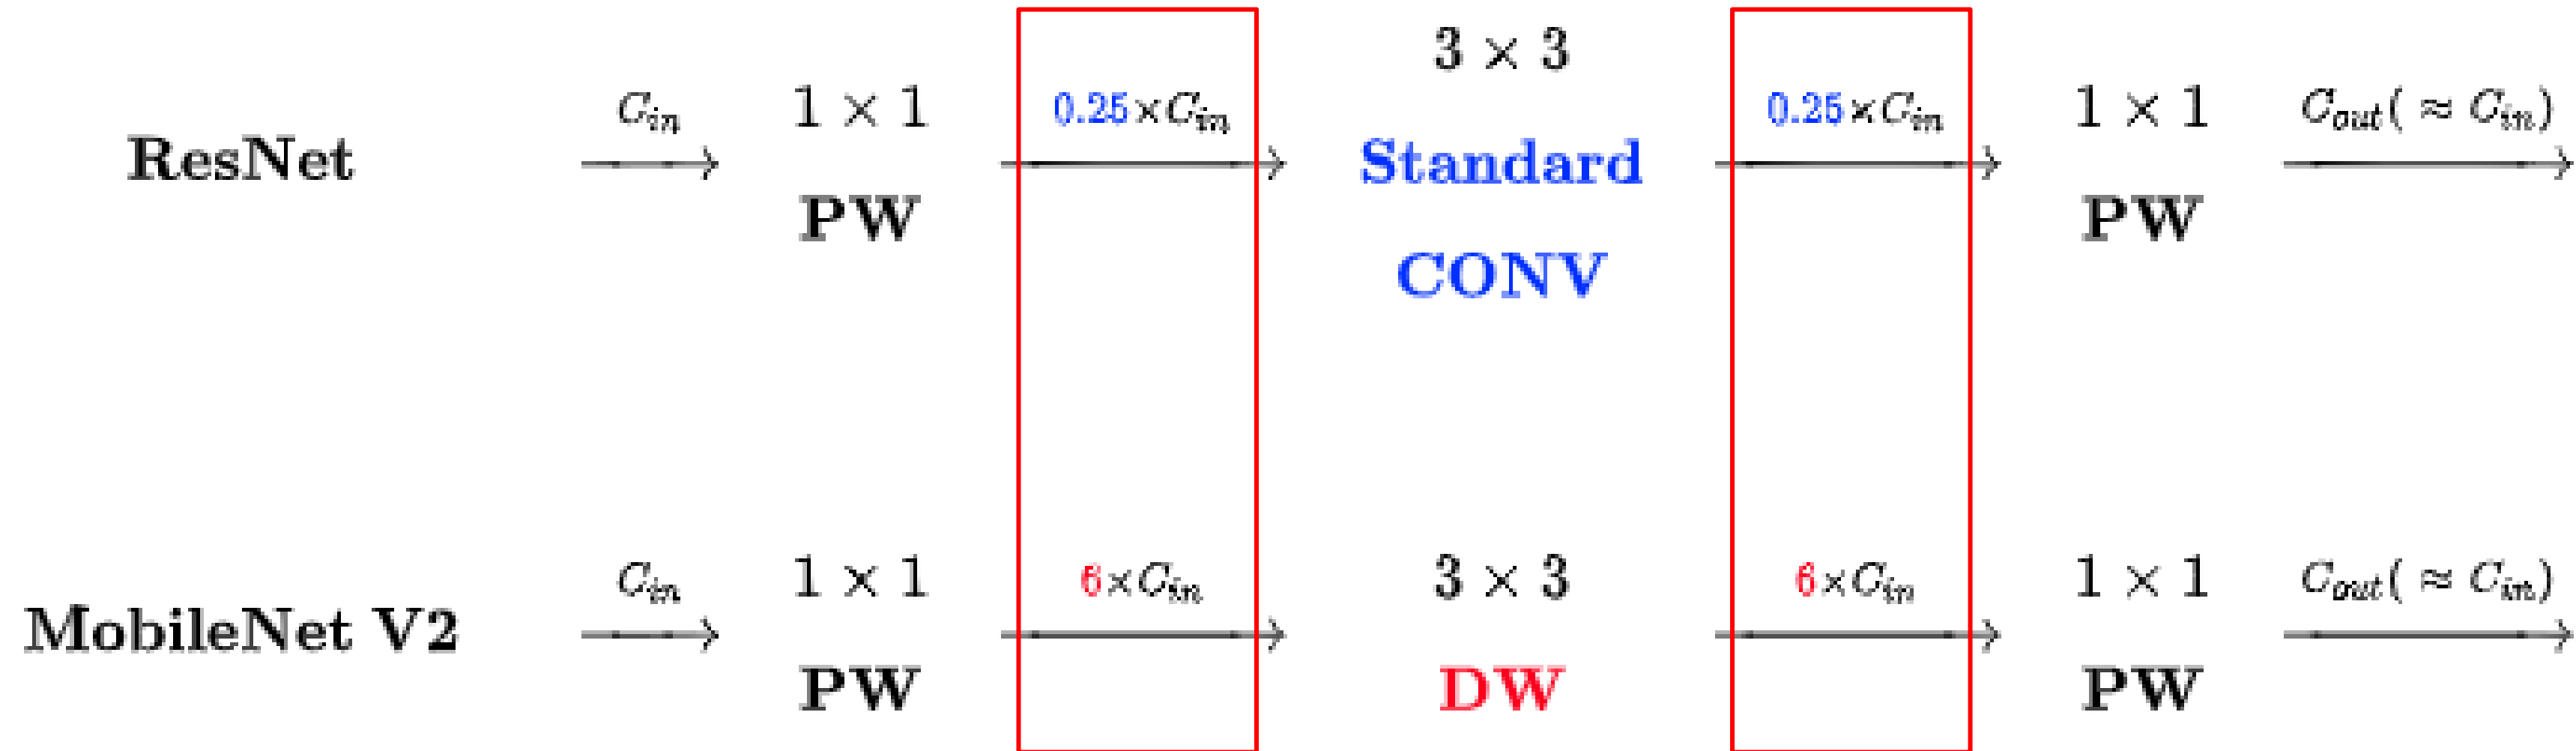 3 × 3
C_in 1 × 1 0.25×C_in 0.25×C_in 1 × 1 C_out( ≈ C_in)
ResNet Standard
PW PW
CONV
C_in 1 × 1 6×C_in 3 × 3 6×C_in 1 × 1 C_out( ≈ C_in)
MobileNet V2
PW DW PW